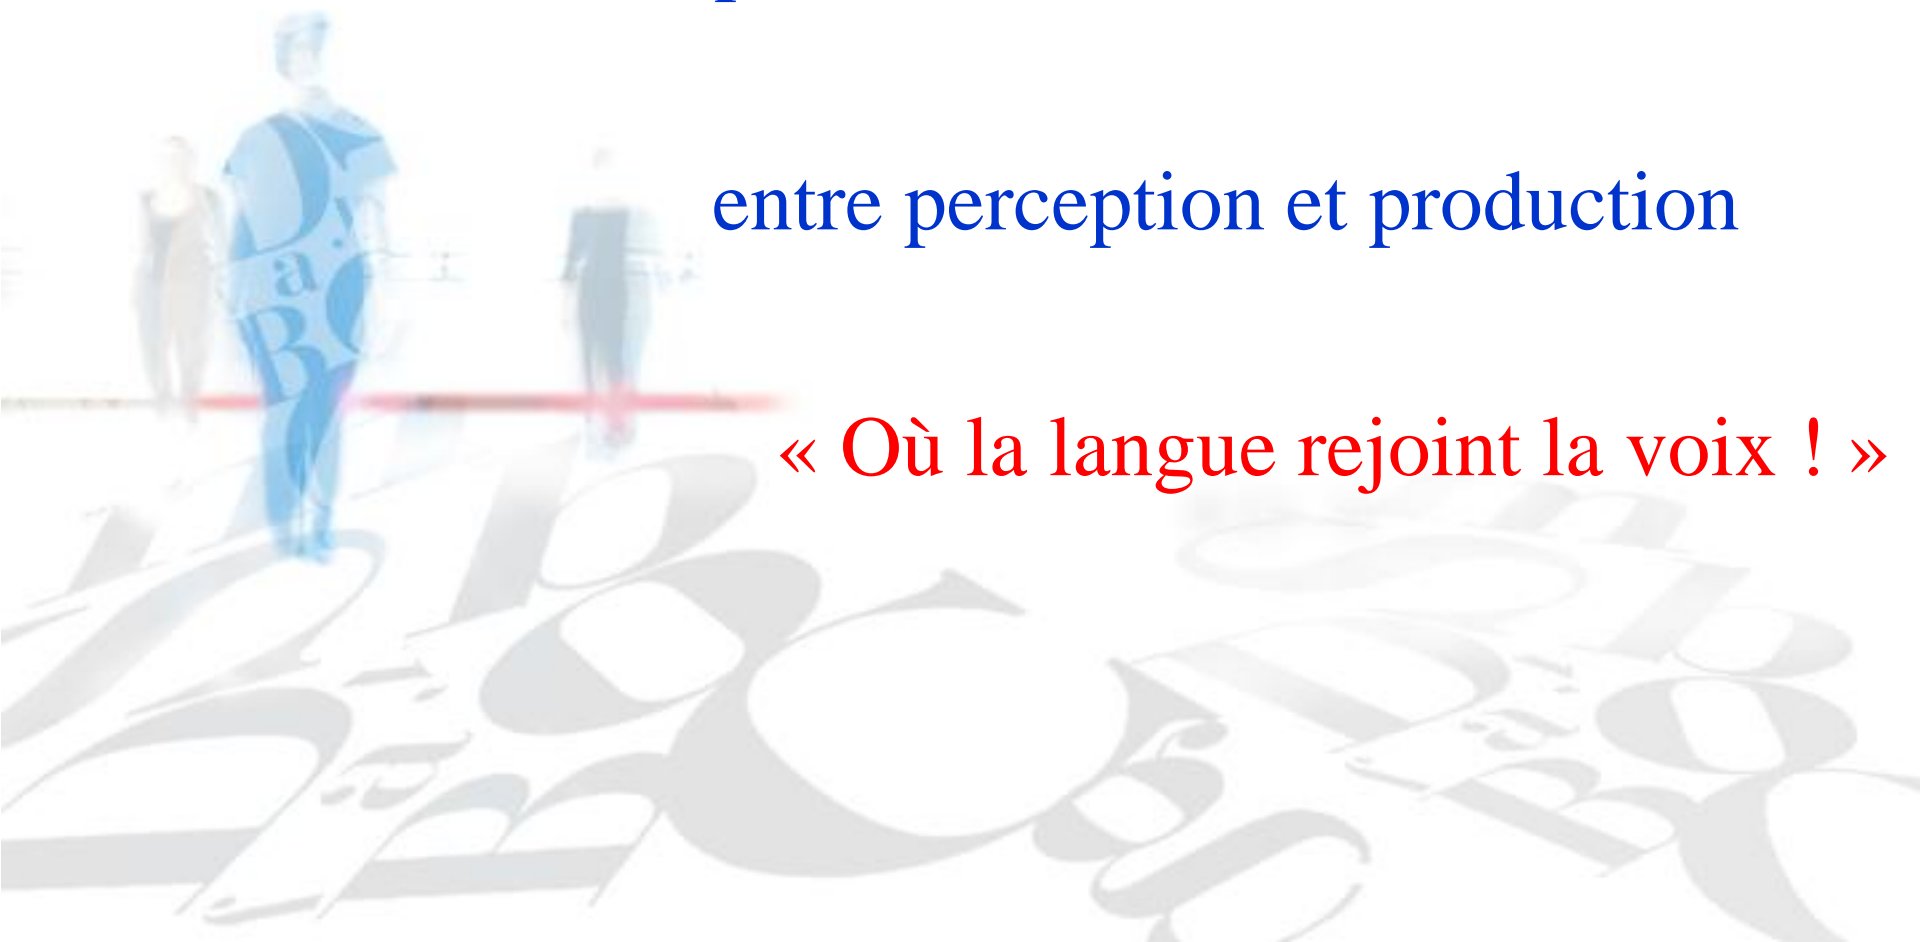 entre perception et production
« Où la langue rejoint la voix ! »